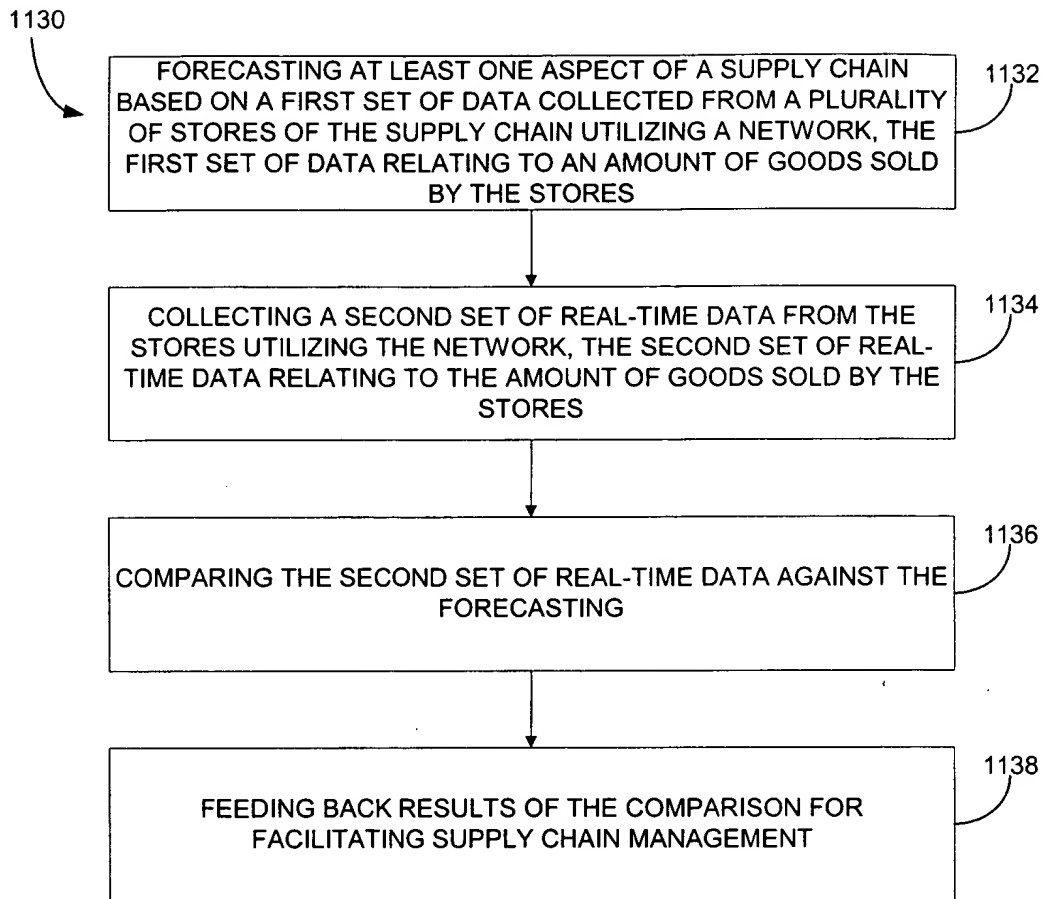 1130
FORECASTING AT LEAST ONE ASPECT OF A SUPPLY CHAIN
BASED ON A FIRST SET OF DATA COLLECTED FROM A PLURALITY
OF STORES OF THE SUPPLY CHAIN UTILIZING A NETWORK, THE
FIRST SET OF DATA RELATING TO AN AMOUNT OF GOODS SOLD
BY THE STORES
1132
COLLECTING A SECOND SET OF REAL-TIME DATA FROM THE
STORES UTILIZING THE NETWORK, THE SECOND SET OF REAL-
TIME DATA RELATING TO THE AMOUNT OF GOODS SOLD BY THE
STORES
1134
COMPARING THE SECOND SET OF REAL-TIME DATA AGAINST THE
FORECASTING
1136
FEEDING BACK RESULTS OF THE COMPARISON FOR
FACILITATING SUPPLY CHAIN MANAGEMENT
1138